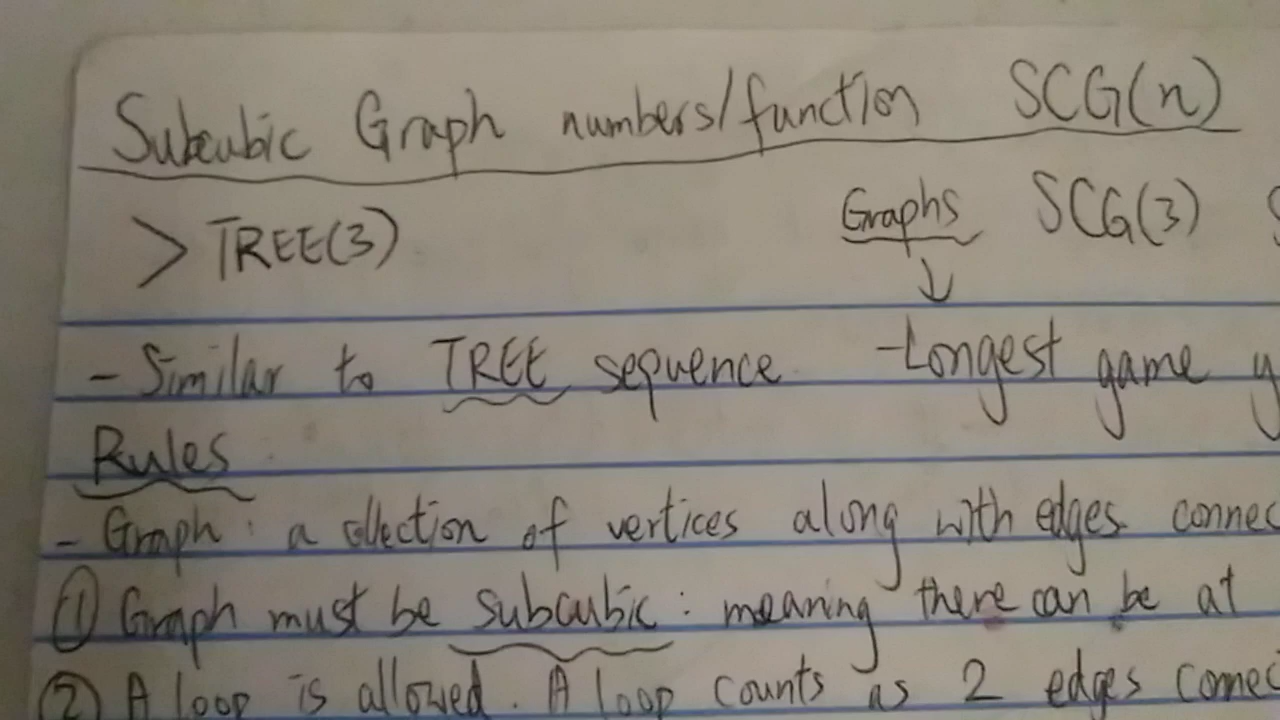 Subcubic Graph numbers/function SCG(n)
> TREE(3) Graphs SCG(3)
↓
- Similar to TREE sequence -Longest game
Rules
- Graph: a collection of vertices along with edges connec
① Graph must be subcubic: meaning there can be at
② A loop is allowed. A loop counts as 2 edges connec